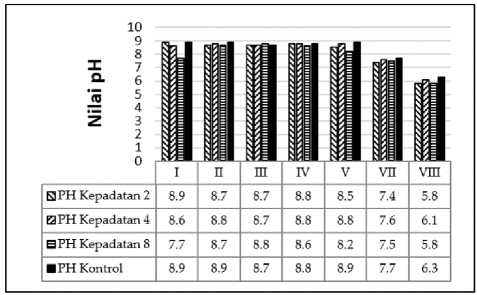 Nilai pH
10
9
8
7
6
5
4
3
2
1
0
I II III IV V VII VIII
PH Kepadatan 2 8.9 8.7 8.7 8.8 8.5 7.4 5.8
PH Kepadatan 4 8.6 8.8 8.7 8.8 8.8 7.6 6.1
PH Kepadatan 8 7.7 8.7 8.8 8.6 8.2 7.5 5.8
PH Kontrol 8.9 8.9 8.7 8.8 8.9 7.7 6.3